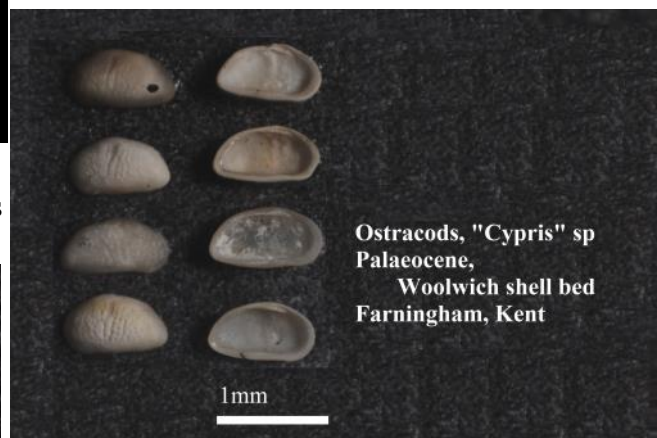 Ostracods, "Cypris" sp
Palaeocene,
Woolwich shell bed
Farningham, Kent
1mm